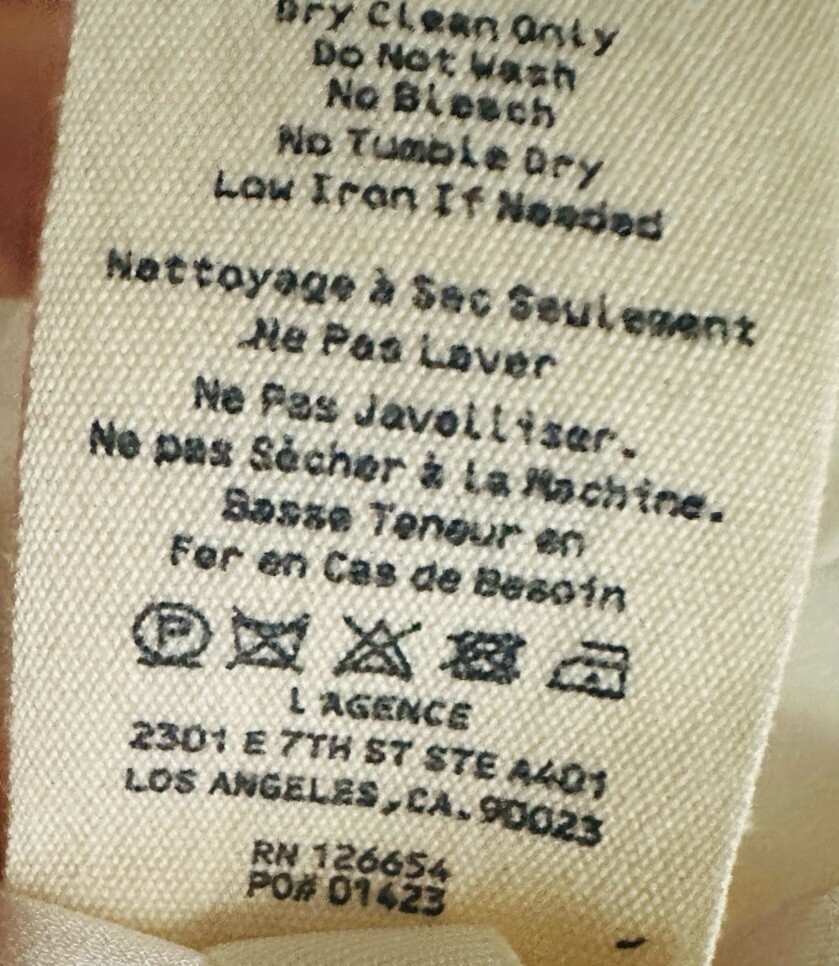 Dry Clean Only
Do Not Wash
No Bleach
No Tumble Dry
Low Iron If Needed
Nettoyage à Sec Seulement
Ne Pas Laver
Ne Pas Javelliser.
Ne pas Sècher à La Machine.
Basse Teneur en
Fer en Cas de Besoin
P
L'AGENCE
2301 E 7TH ST STE A401
LOS ANGELES, CA. 90023
RN 126654
PO# 01423